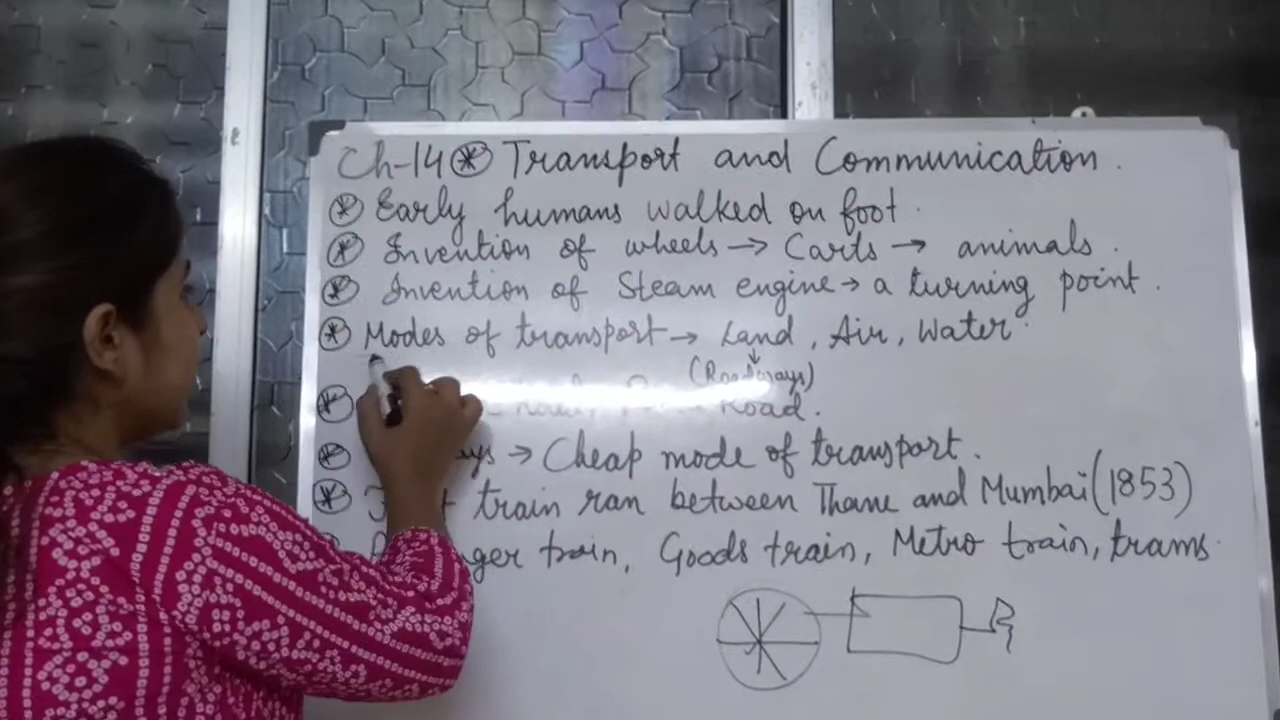 Ch-14 Transport and Communication.
Early humans walked on foot.
Invention of wheels → Carts → animals.
Invention of Steam engine → a turning point.
Modes of transport → Land, Air, Water.
↓
(Roadways)
Road.
→ Cheap mode of transport.
train ran between Thane and Mumbai (1853)
train, Goods train, Metro train, trams.